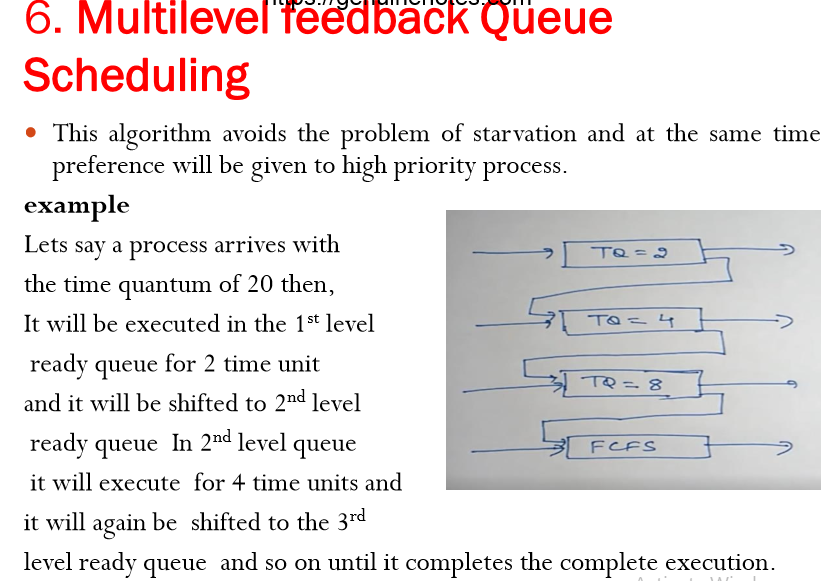 https://genuinenotes.com
6. Multilevel feedback Queue
Scheduling
• This algorithm avoids the problem of starvation and at the same time
preference will be given to high priority process.
example
Lets say a process arrives with
the time quantum of 20 then,
It will be executed in the 1st level
ready queue for 2 time unit
and it will be shifted to 2nd level
ready queue In 2nd level queue
it will execute for 4 time units and
it will again be shifted to the 3rd
level ready queue and so on until it completes the complete execution.
TQ = 2
TQ = 4
TQ = 8
FCFS